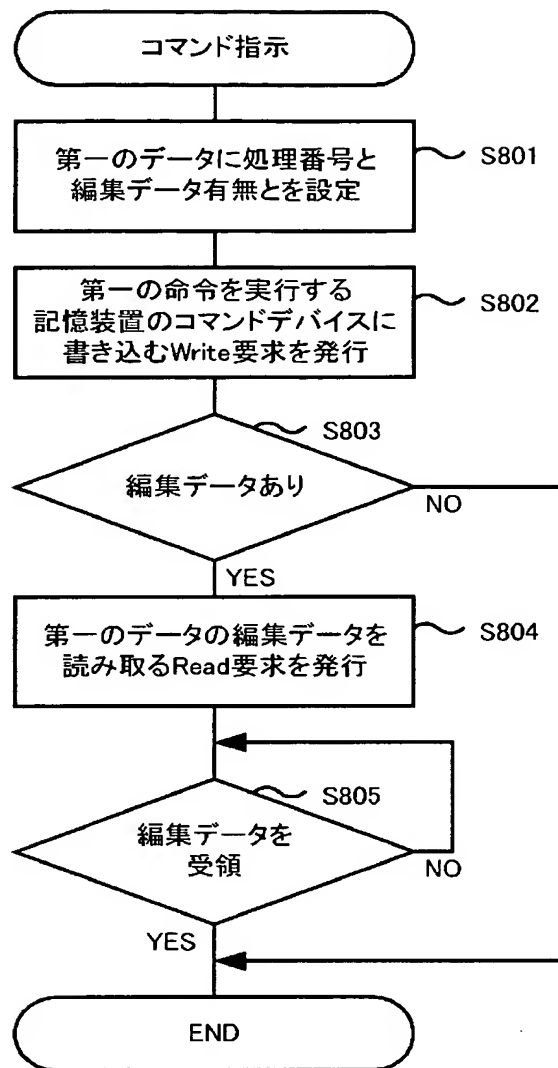 コマンド指示
第一のデータに処理番号と
編集データ有無とを設定
S801
第一の命令を実行する
記憶装置のコマンドデバイスに
書き込むWrite要求を発行
S802
S803
編集データあり
NO
YES
第一のデータの編集データを
読み取るRead要求を発行
S804
S805
編集データを
受領
NO
YES
END